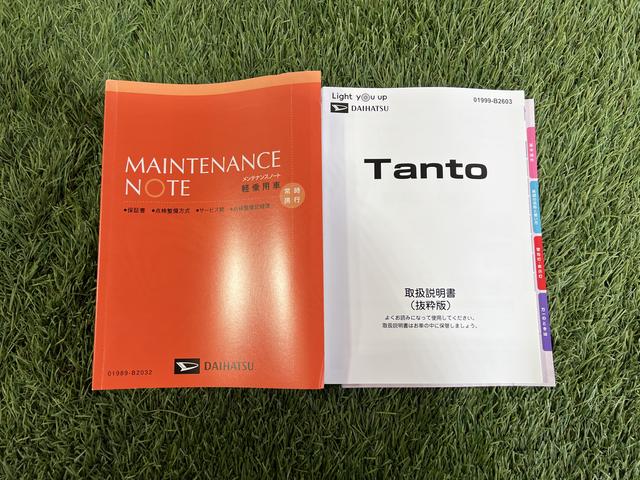 MAINTENANCE
NOTE
メンテナンスノート
軽乗用車
常時
携行
●保証書 ●点検整備方式 ●サービス網 ●点検整備記録簿
01989-B2032
DAIHATSU
Light you up
DAIHATSU
01999-B2603
Tanto
取扱説明書
（抜粋版）
よくお読みになって使用してください。
取扱説明書はお車の中に保管しましょう。